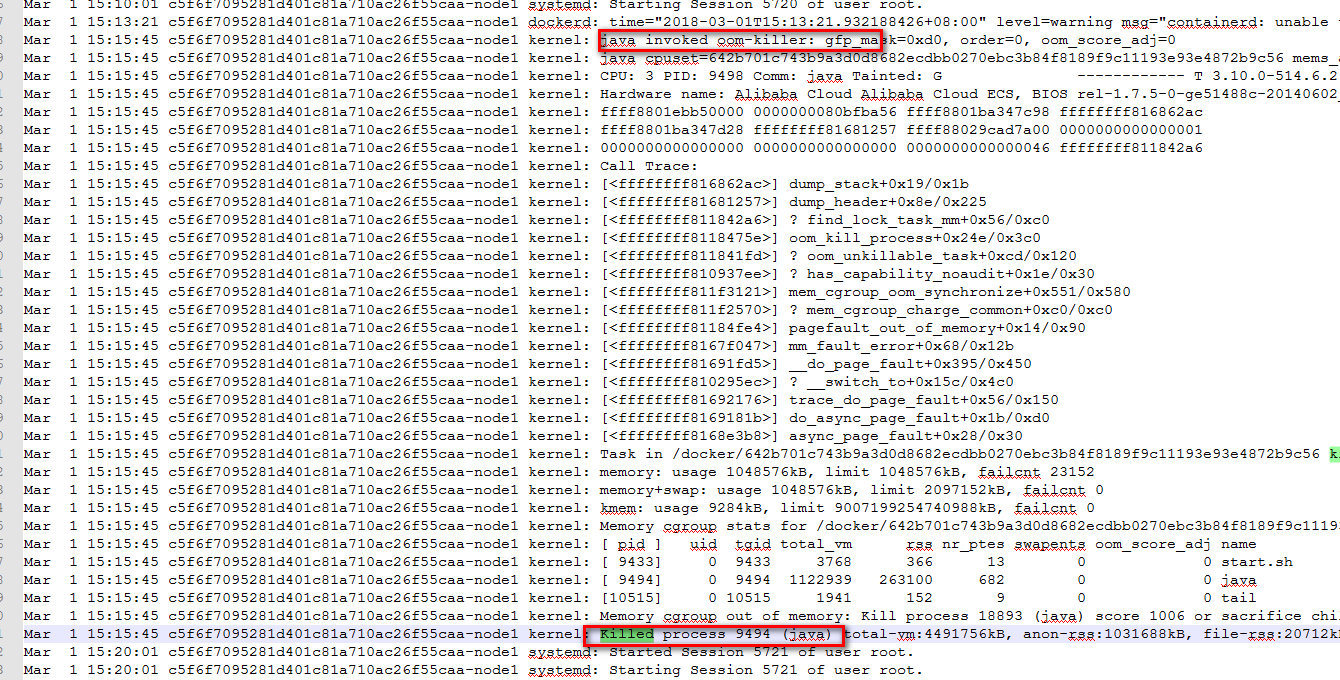 Mar 1 15:10:01 c5f6f7095281d401c81a710ac26f55caa-node1 systemd: Starting Session 5720 of user root.
Mar 1 15:13:21 c5f6f7095281d401c81a710ac26f55caa-node1 dockerd: time="2018-03-01T15:13:21.932188426+08:00" level=warning msg="containerd: unable
Mar 1 15:15:45 c5f6f7095281d401c81a710ac26f55caa-node1 kernel: java invoked oom-killer: gfp_mask=0xd0, order=0, oom_score_adj=0
Mar 1 15:15:45 c5f6f7095281d401c81a710ac26f55caa-node1 kernel: java cpuset=642b701c743b9a3d0d8682ecdbb0270ebc3b84f8189f9c11193e93e4872b9c56 mems_a
Mar 1 15:15:45 c5f6f7095281d401c81a710ac26f55caa-node1 kernel: CPU: 3 PID: 9498 Comm: java Tainted: G ------------ T 3.10.0-514.6.2
Mar 1 15:15:45 c5f6f7095281d401c81a710ac26f55caa-node1 kernel: Hardware name: Alibaba Cloud Alibaba Cloud ECS, BIOS rel-1.7.5-0-ge51488c-20140602_
Mar 1 15:15:45 c5f6f7095281d401c81a710ac26f55caa-node1 kernel: ffff8801ebb50000 0000000080bfba56 ffff8801ba347c98 ffffffff816862ac
Mar 1 15:15:45 c5f6f7095281d401c81a710ac26f55caa-node1 kernel: ffff8801ba347d28 ffffffff81681257 ffff88029cad7a00 0000000000000001
Mar 1 15:15:45 c5f6f7095281d401c81a710ac26f55caa-node1 kernel: 0000000000000000 0000000000000000 0000000000000046 ffffffff811842a6
Mar 1 15:15:45 c5f6f7095281d401c81a710ac26f55caa-node1 kernel: Call Trace:
Mar 1 15:15:45 c5f6f7095281d401c81a710ac26f55caa-node1 kernel: [<ffffffff816862ac>] dump_stack+0x19/0x1b
Mar 1 15:15:45 c5f6f7095281d401c81a710ac26f55caa-node1 kernel: [<ffffffff81681257>] dump_header+0x8e/0x225
Mar 1 15:15:45 c5f6f7095281d401c81a710ac26f55caa-node1 kernel: [<ffffffff811842a6>] ? find_lock_task_mm+0x56/0xc0
Mar 1 15:15:45 c5f6f7095281d401c81a710ac26f55caa-node1 kernel: [<ffffffff8118475e>] oom_kill_process+0x24e/0x3c0
Mar 1 15:15:45 c5f6f7095281d401c81a710ac26f55caa-node1 kernel: [<ffffffff811841fd>] ? oom_unkillable_task+0xcd/0x120
Mar 1 15:15:45 c5f6f7095281d401c81a710ac26f55caa-node1 kernel: [<ffffffff810937ee>] ? has_capability_noaudit+0x1e/0x30
Mar 1 15:15:45 c5f6f7095281d401c81a710ac26f55caa-node1 kernel: [<ffffffff811f3121>] mem_cgroup_oom_synchronize+0x551/0x580
Mar 1 15:15:45 c5f6f7095281d401c81a710ac26f55caa-node1 kernel: [<ffffffff811f2570>] ? mem_cgroup_charge_common+0xc0/0xc0
Mar 1 15:15:45 c5f6f7095281d401c81a710ac26f55caa-node1 kernel: [<ffffffff81184fe4>] pagefault_out_of_memory+0x14/0x90
Mar 1 15:15:45 c5f6f7095281d401c81a710ac26f55caa-node1 kernel: [<ffffffff8167f047>] mm_fault_error+0x68/0x12b
Mar 1 15:15:45 c5f6f7095281d401c81a710ac26f55caa-node1 kernel: [<ffffffff81691fd5>] __do_page_fault+0x395/0x450
Mar 1 15:15:45 c5f6f7095281d401c81a710ac26f55caa-node1 kernel: [<ffffffff810295ec>] ? __switch_to+0x15c/0x4c0
Mar 1 15:15:45 c5f6f7095281d401c81a710ac26f55caa-node1 kernel: [<ffffffff81692176>] trace_do_page_fault+0x56/0x150
Mar 1 15:15:45 c5f6f7095281d401c81a710ac26f55caa-node1 kernel: [<ffffffff8169181b>] do_async_page_fault+0x1b/0xd0
Mar 1 15:15:45 c5f6f7095281d401c81a710ac26f55caa-node1 kernel: [<ffffffff8168e3b8>] async_page_fault+0x28/0x30
Mar 1 15:15:45 c5f6f7095281d401c81a710ac26f55caa-node1 kernel: Task in /docker/642b701c743b9a3d0d8682ecdbb0270ebc3b84f8189f9c11193e93e4872b9c56 k
Mar 1 15:15:45 c5f6f7095281d401c81a710ac26f55caa-node1 kernel: memory: usage 1048576kB, limit 1048576kB, failcnt 23152
Mar 1 15:15:45 c5f6f7095281d401c81a710ac26f55caa-node1 kernel: memory+swap: usage 1048576kB, limit 2097152kB, failcnt 0
Mar 1 15:15:45 c5f6f7095281d401c81a710ac26f55caa-node1 kernel: kmem: usage 9284kB, limit 9007199254740988kB, failcnt 0
Mar 1 15:15:45 c5f6f7095281d401c81a710ac26f55caa-node1 kernel: Memory cgroup stats for /docker/642b701c743b9a3d0d8682ecdbb0270ebc3b84f8189f9c1119
Mar 1 15:15:45 c5f6f7095281d401c81a710ac26f55caa-node1 kernel: [ pid ] uid tgid total_vm rss nr_ptes swapents oom_score_adj name
Mar 1 15:15:45 c5f6f7095281d401c81a710ac26f55caa-node1 kernel: [ 9433] 0 9433 3768 366 13 0 0 start.sh
Mar 1 15:15:45 c5f6f7095281d401c81a710ac26f55caa-node1 kernel: [ 9494] 0 9494 1122939 263100 682 0 0 java
Mar 1 15:15:45 c5f6f7095281d401c81a710ac26f55caa-node1 kernel: [10515] 0 10515 1941 152 9 0 0 tail
Mar 1 15:15:45 c5f6f7095281d401c81a710ac26f55caa-node1 kernel: Memory cgroup out of memory: Kill process 18893 (java) score 1006 or sacrifice chi
Mar 1 15:15:45 c5f6f7095281d401c81a710ac26f55caa-node1 kernel: Killed process 9494 (java) total-vm:4491756kB, anon-rss:1031688kB, file-rss:20712k
Mar 1 15:20:01 c5f6f7095281d401c81a710ac26f55caa-node1 systemd: Started Session 5721 of user root.
Mar 1 15:20:01 c5f6f7095281d401c81a710ac26f55caa-node1 systemd: Starting Session 5721 of user root.